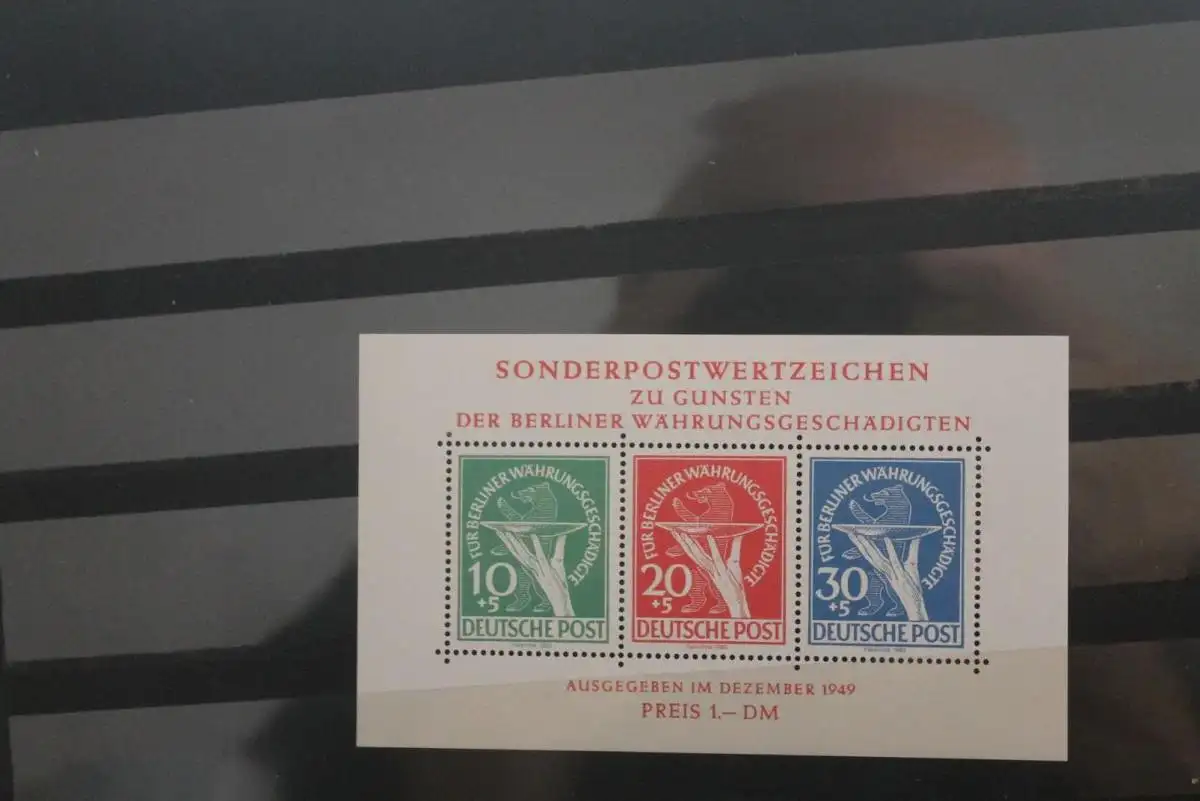 SONDERPOSTWERTZEICHEN
ZU GUNSTEN
DER BERLINER WÄHRUNGSGESCHÄDIGTEN
FÜR BERLINER WÄHRUNGSGESCHÄDIGTE
10
+5
DEUTSCHE POST
FÜR BERLINER WÄHRUNGSGESCHÄDIGTE
20
+5
DEUTSCHE POST
FÜR BERLINER WÄHRUNGSGESCHÄDIGTE
30
+5
DEUTSCHE POST
AUSGEGEBEN IM DEZEMBER 1949
PREIS 1.— DM